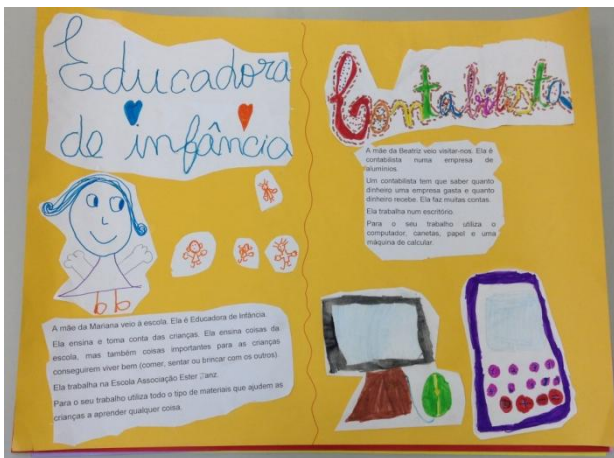 Educadora
de infância
A mãe da Mariana veio à escola. Ela é Educadora de Infância.
Ela ensina e toma conta das crianças. Ela ensina coisas da
escola, mas também coisas importantes para as crianças
conseguirem viver bem (comer, sentar ou brincar com os outros).
Ela trabalha na Escola Associação Ester
Para o seu trabalho utiliza todo o tipo de materiais que ajudem as
crianças a aprender qualquer coisa.
Contabilista
A mãe da Beatriz veio visitar-nos. Ela é
contabilista numa empresa de
alumínios.
Um contabilista tem que saber quanto
dinheiro uma empresa gasta e quanto
dinheiro recebe. Ela faz muitas contas.
Ela trabalha num escritório.
Para o seu trabalho utiliza o
computador, canetas, papel e uma
máquina de calcular.